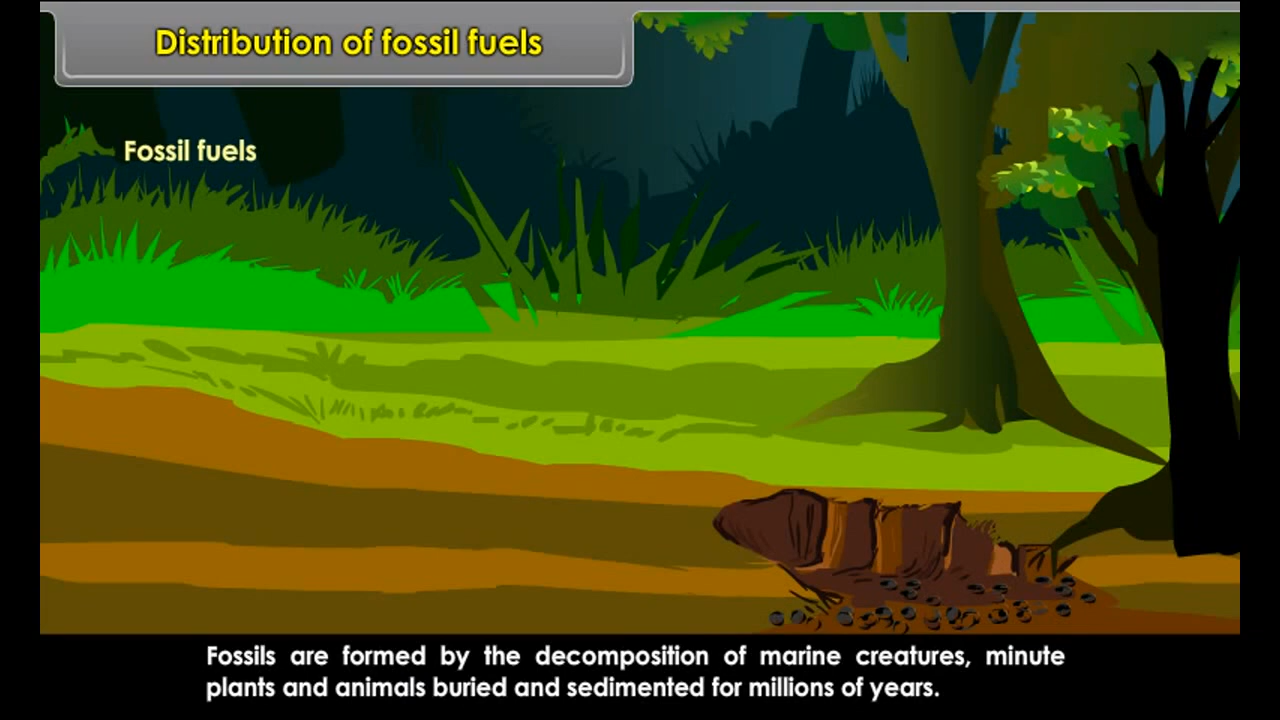 Distribution of fossil fuels
Fossil fuels
Fossils are formed by the decomposition of marine creatures, minute
plants and animals buried and sedimented for millions of years.